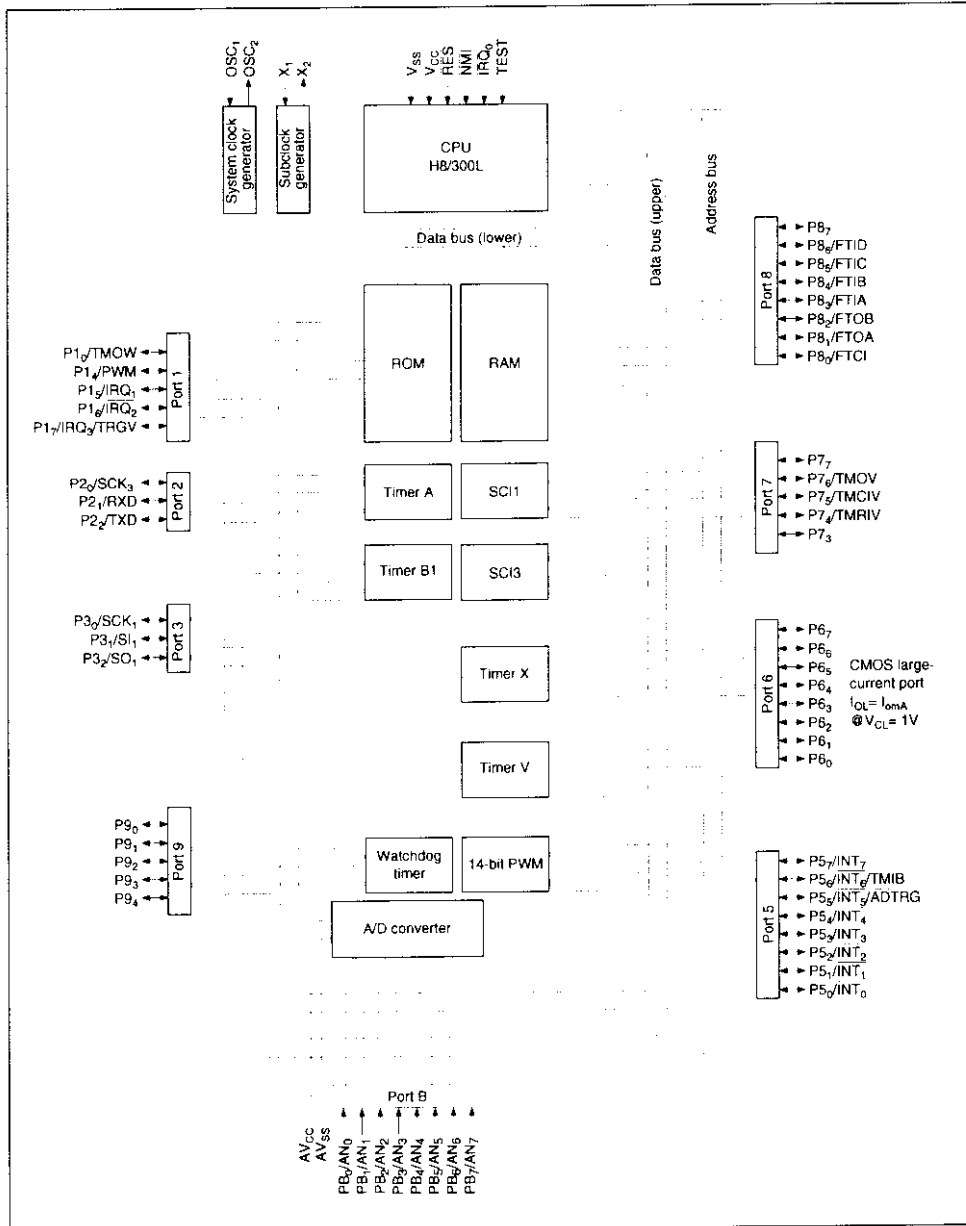 OSC₁
OSC₂
X₁
X₂
System clock generator
Subclock generator
V_SS
V_CC
RES
NMI
IRQ₀
TEST
CPU
H8/300L
Data bus (lower)
Data bus (upper)
Address bus
ROM
RAM
Timer A
SCI1
Timer B1
SCI3
Timer X
Timer V
Watchdog
timer
14-bit PWM
A/D converter
P1₀/TMOW
P1₄/PWM
P1₅/IRQ₁
P1₆/IRQ₂
P1₇/IRQ₃/TRGV
Port 1
P2₀/SCK₃
P2₁/RXD
P2₂/TXD
Port 2
P3₀/SCK₁
P3₁/SI₁
P3₂/SO₁
Port 3
P9₀
P9₁
P9₂
P9₃
P9₄
Port 9
Port 8
P8₇
P8₆/FTID
P8₅/FTIC
P8₄/FTIB
P8₃/FTIA
P8₂/FTOB
P8₁/FTOA
P8₀/FTCI
Port 7
P7₇
P7₆/TMOV
P7₅/TMCIV
P7₄/TMRIV
P7₃
Port 6
P6₇
P6₆
P6₅
P6₄
P6₃
P6₂
P6₁
P6₀
CMOS large-
current port
I_OL= I_omA
@V_CL= 1V
Port 5
P5₇/INT₇
P5₆/INT₆/TMIB
P5₅/INT₅/ADTRG
P5₄/INT₄
P5₃/INT₃
P5₂/INT₂
P5₁/INT₁
P5₀/INT₀
Port B
AV_CC
AV_SS
PB₀/AN₀
PB₁/AN₁
PB₂/AN₂
PB₃/AN₃
PB₄/AN₄
PB₅/AN₅
PB₆/AN₆
PB₇/AN₇